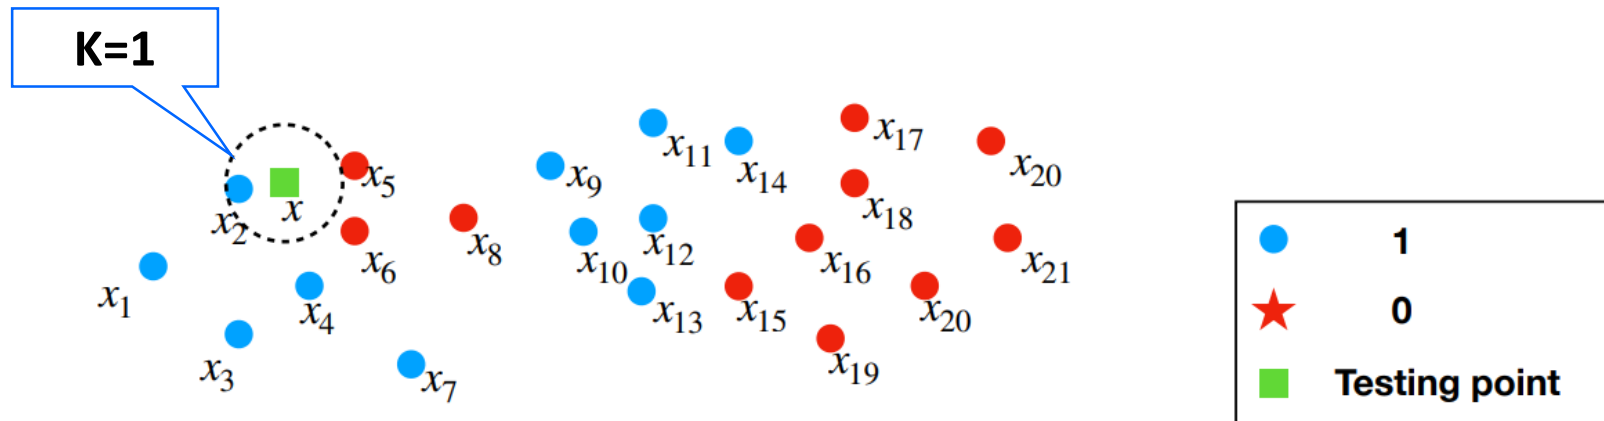 K=1
x11
x14
x17
x20
x5
x9
x2
x
x18
x8
x12
x6
x10
x16
x21
x1
x4
x13
x15
x20
x3
x7
x19
1
0
Testing point